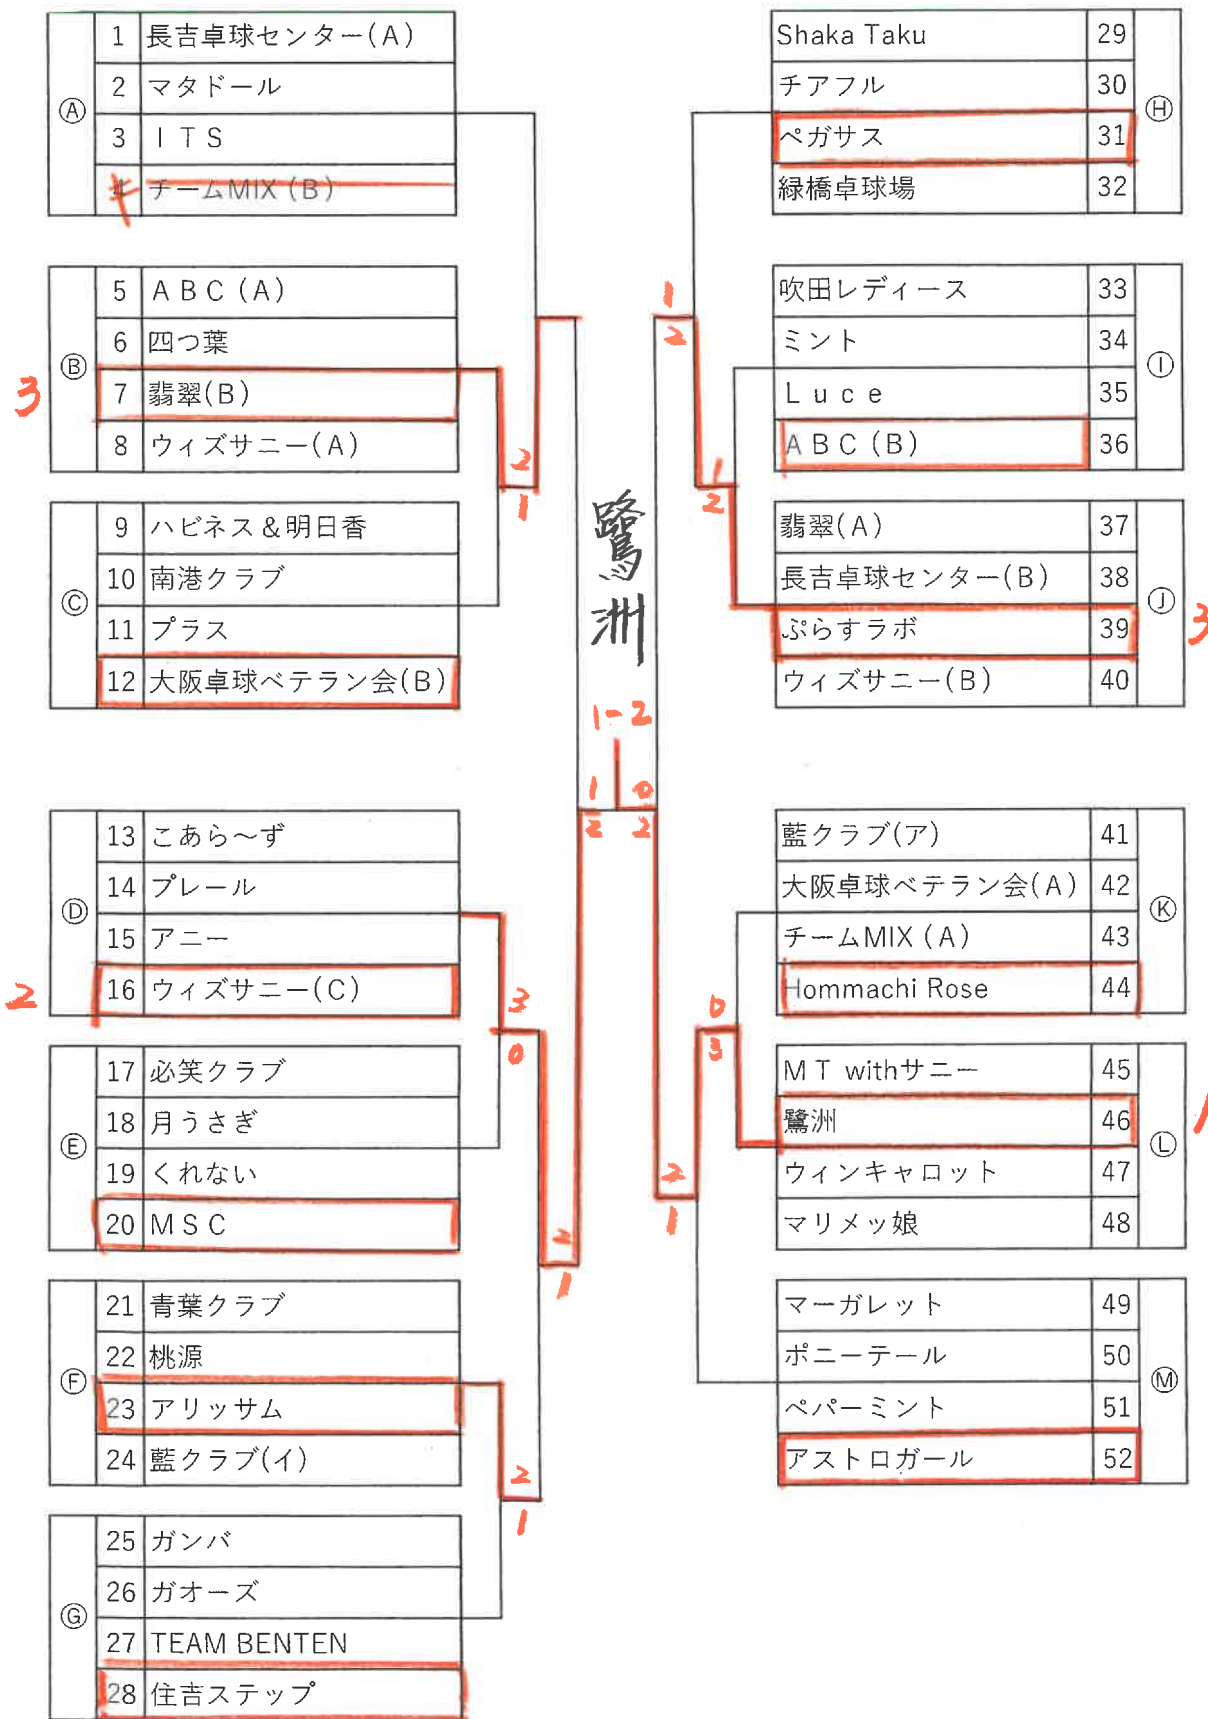 Ⓐ
1 長吉卓球センター(A)
2 マタドール
3 ＩＴＳ
4 チームMIX (B)
3
Ⓑ
5 ＡＢＣ (A)
6 四つ葉
7 翡翠(B)
8 ウィズサニー(A)
2
1
Ⓒ
9 ハビネス＆明日香
10 南港クラブ
11 プラス
12 大阪卓球ベテラン会(B)
2
Ⓓ
13 こあら～ず
14 プレール
15 アニー
16 ウィズサニー(C)
3
0
Ⓔ
17 必笑クラブ
18 月うさぎ
19 くれない
20 ＭＳＣ
2
1
Ⓕ
21 青葉クラブ
22 桃源
23 アリッサム
24 藍クラブ(イ)
2
1
Ⓖ
25 ガンバ
26 ガオーズ
27 TEAM BENTEN
28 住吉ステップ
鷺洲
1-2
1
2
0
2
Shaka Taku 29
チアフル 30
ペガサス 31
緑橋卓球場 32
Ⓗ
1
2
吹田レディース 33
ミント 34
Ｌｕｃｅ 35
ＡＢＣ (B) 36
Ⓘ
1
2
翡翠(A) 37
長吉卓球センター(B) 38
ぷらすラボ 39
ウィズサニー(B) 40
Ⓙ
3
藍クラブ(ア) 41
大阪卓球ベテラン会(A) 42
チームMIX (A) 43
Hommachi Rose 44
Ⓚ
0
3
ＭＴ withサニー 45
鷺洲 46
ウィンキャロット 47
マリメッ娘 48
Ⓛ
1
2
1
マーガレット 49
ポニーテール 50
ペパーミント 51
アストロガール 52
Ⓜ